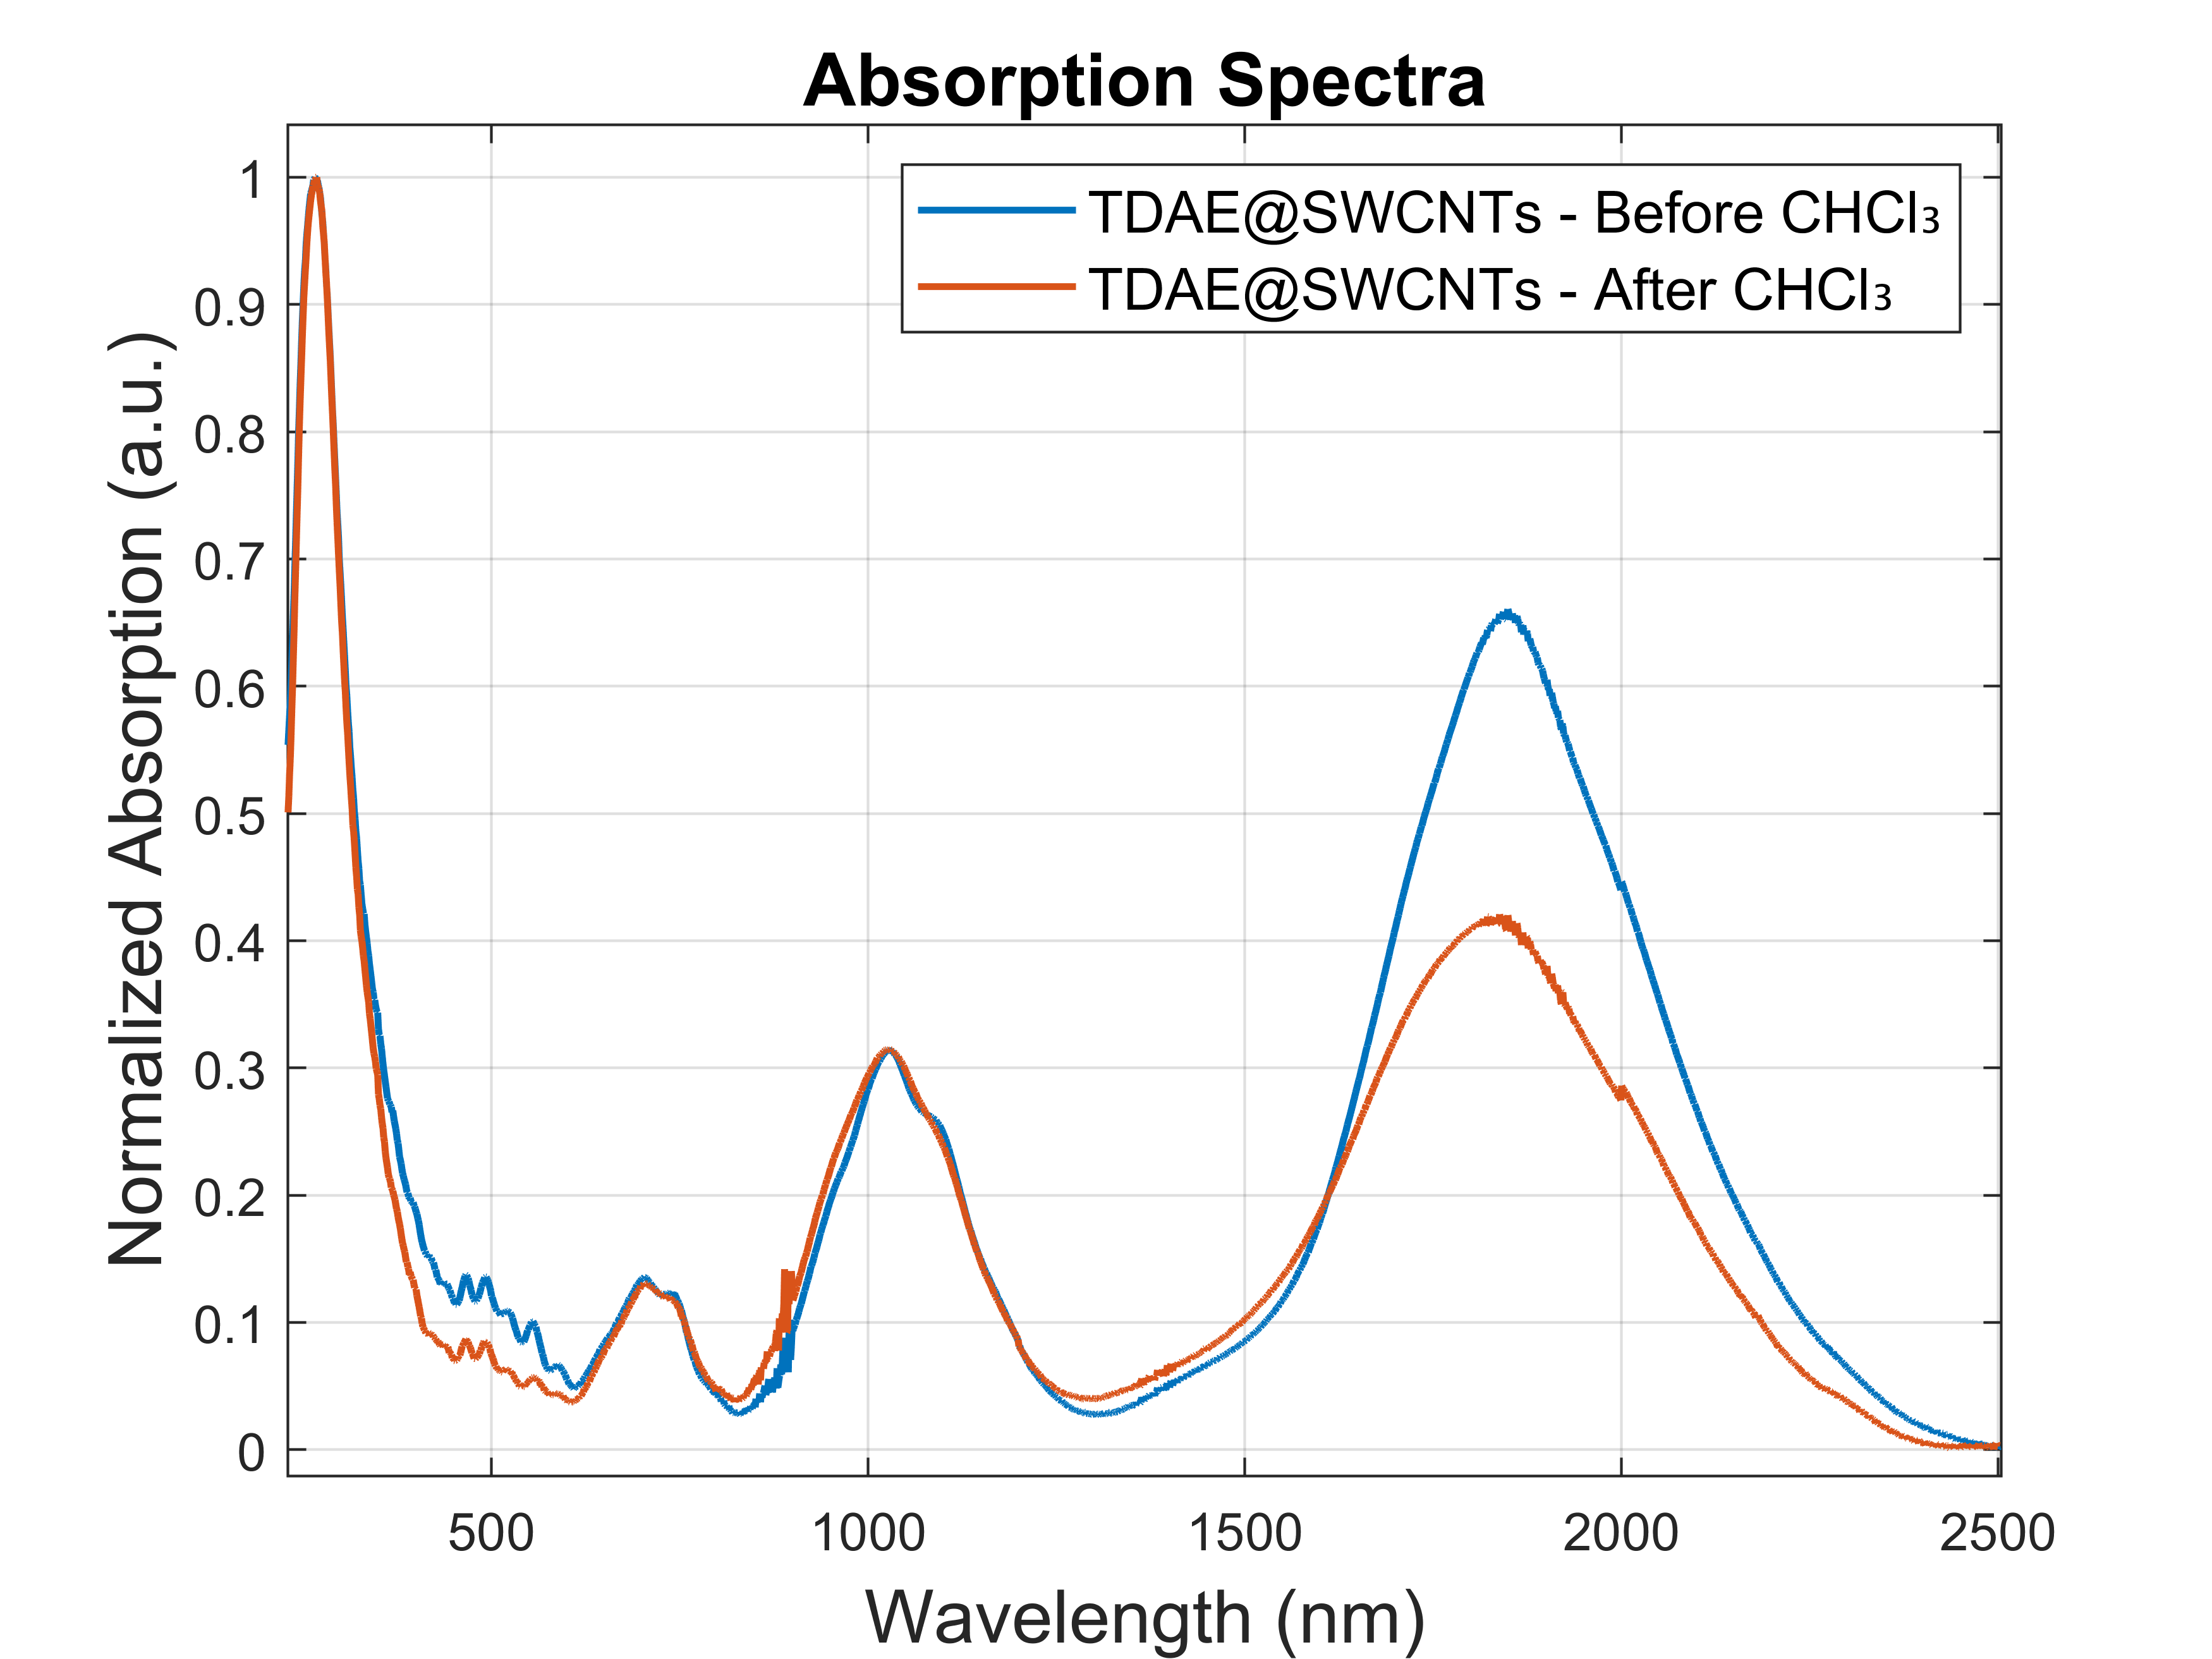 Absorption Spectra
TDAE@SWCNTs - Before CHCl₃
TDAE@SWCNTs - After CHCl₃
Normalized Absorption (a.u.)
1
0.9
0.8
0.7
0.6
0.5
0.4
0.3
0.2
0.1
0
500 1000 1500 2000 2500
Wavelength (nm)